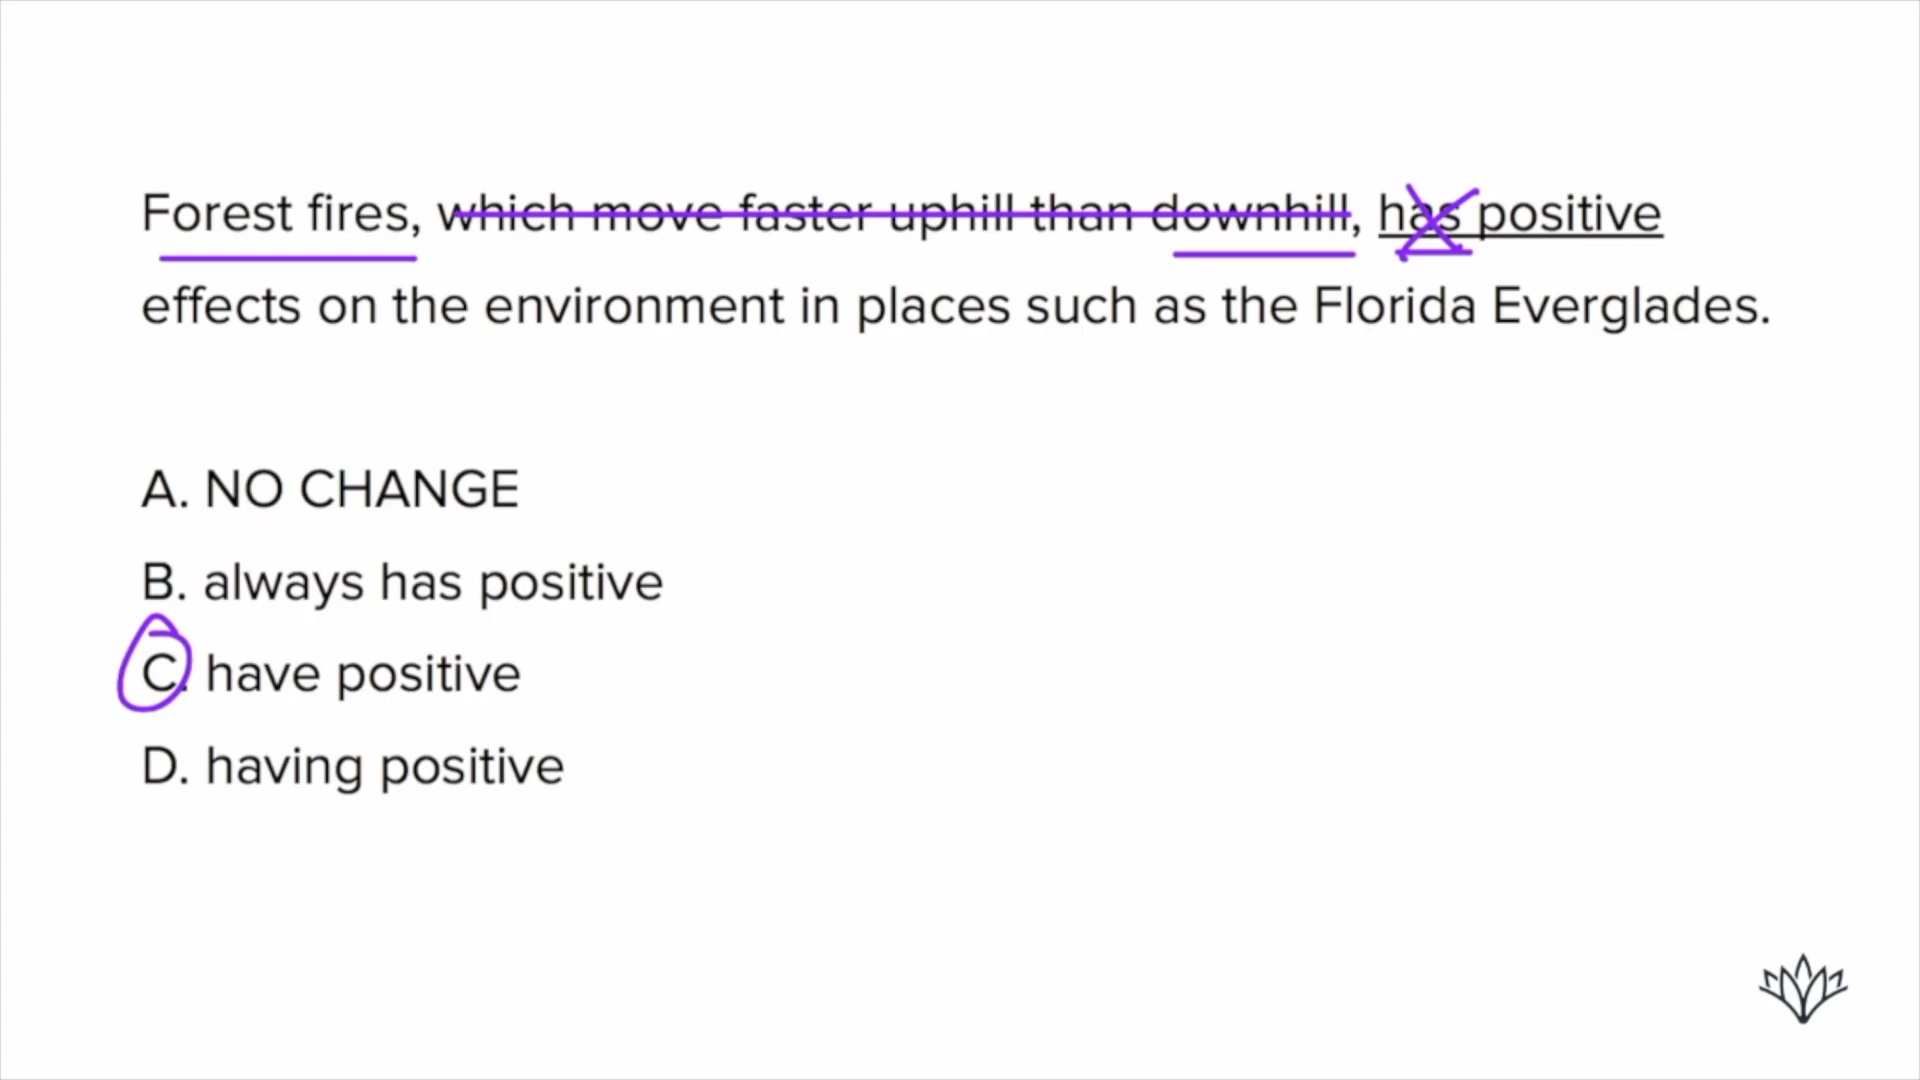 Forest fires, which move faster uphill than downhill, has positive
effects on the environment in places such as the Florida Everglades.
A. NO CHANGE
B. always has positive
C. have positive
D. having positive